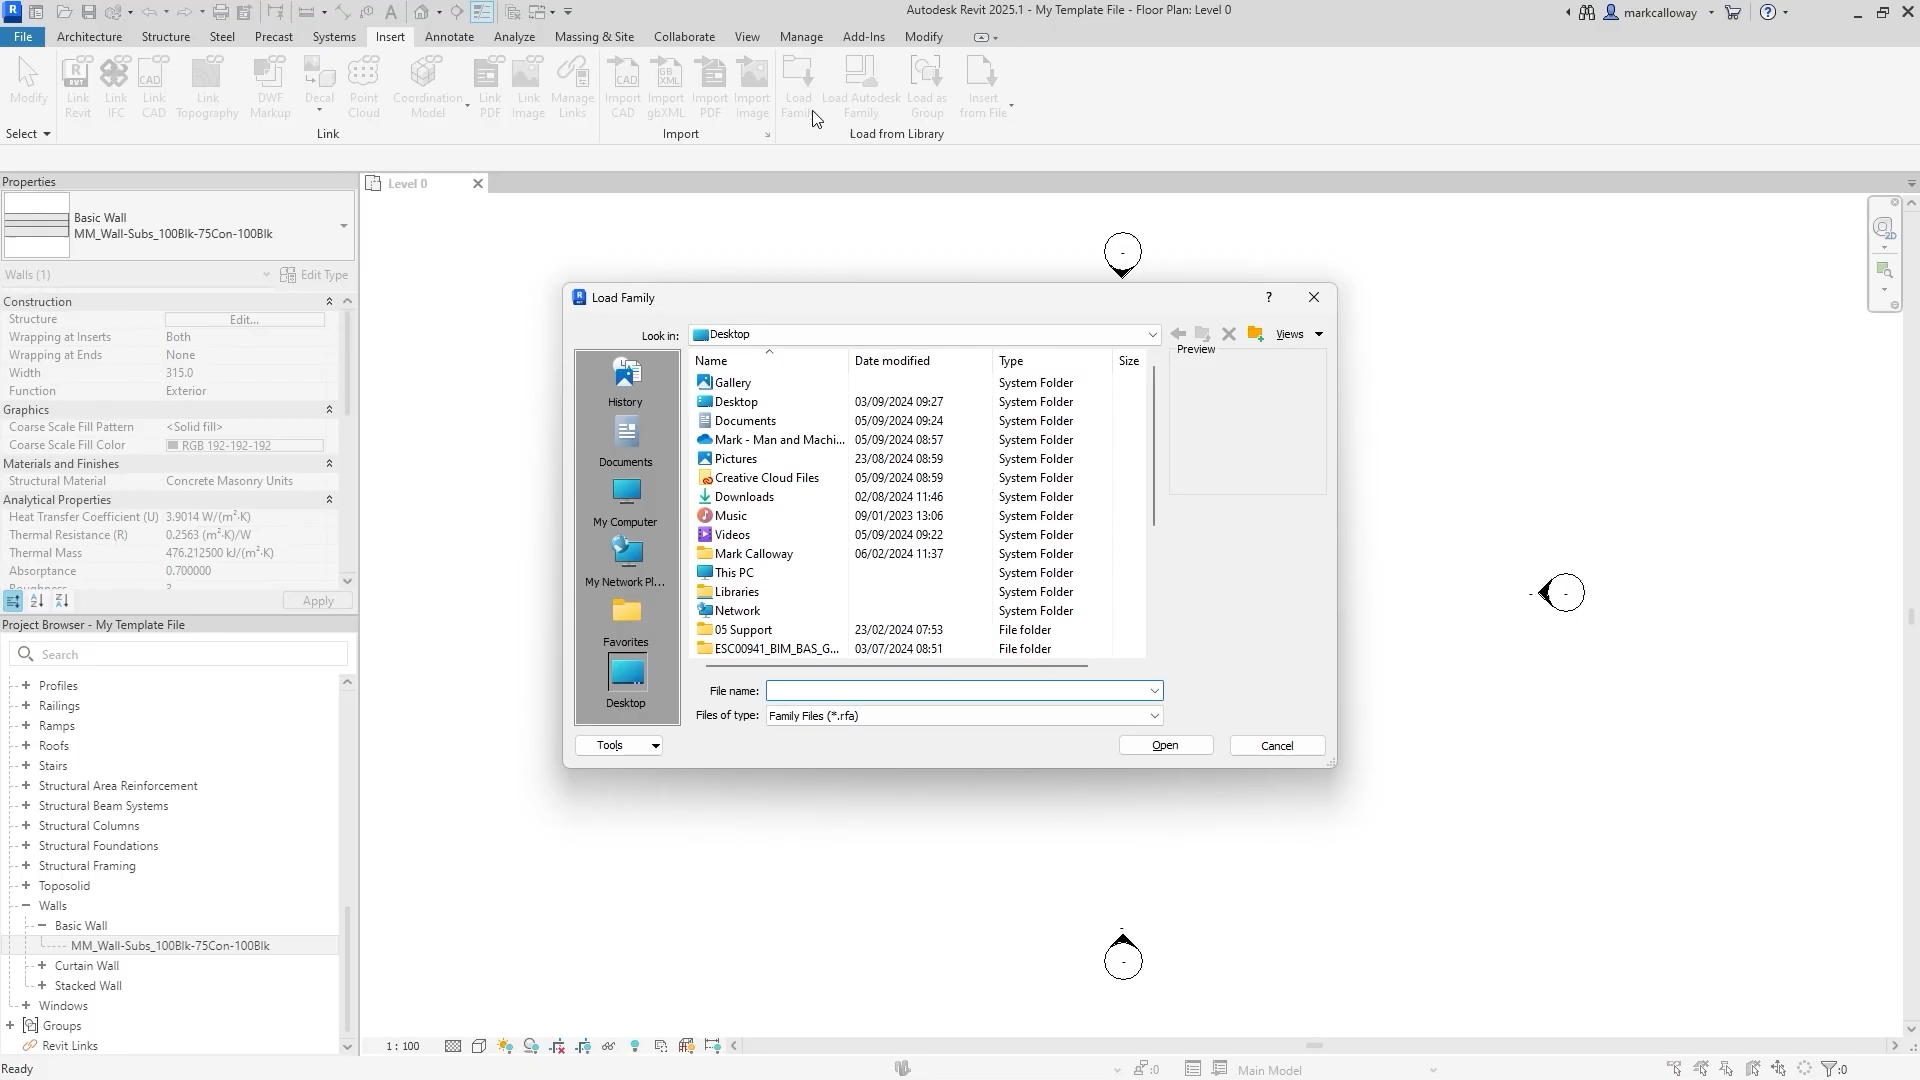 Autodesk Revit 2025.1 - My Template File - Floor Plan: Level 0
markcalloway
File
Architecture
Structure
Steel
Precast
Systems
Insert
Annotate
Analyze
Massing & Site
Collaborate
View
Manage
Add-Ins
Modify
Modify
Link Revit
Link IFC
Link CAD
Link Topography
DWF Markup
Decal
Point Cloud
Coordination Model
Link PDF
Link Image
Manage Links
Import CAD
Import gbXML
Import PDF
Import Image
Load Family
Load Autodesk Family
Load as Group
Insert from File
Select
Link
Import
Load from Library
Properties
Level 0
Basic Wall
MM_Wall-Subs_100Blk-75Con-100Blk
Walls (1)
Edit Type
Construction
Structure Edit...
Wrapping at Inserts Both
Wrapping at Ends None
Width 315.0
Function Exterior
Graphics
Coarse Scale Fill Pattern <Solid fill>
Coarse Scale Fill Color RGB 192-192-192
Materials and Finishes
Structural Material Concrete Masonry Units
Analytical Properties
Heat Transfer Coefficient (U) 3.9014 W/(m²·K)
Thermal Resistance (R) 0.2563 (m²·K)/W
Thermal Mass 476.212500 kJ/(m²·K)
Absorptance 0.700000
Roughness 3
Apply
Project Browser - My Template File
Search
Profiles
Railings
Ramps
Roofs
Stairs
Structural Area Reinforcement
Structural Beam Systems
Structural Columns
Structural Foundations
Structural Framing
Toposolid
Walls
Basic Wall
MM_Wall-Subs_100Blk-75Con-100Blk
Curtain Wall
Stacked Wall
Windows
Groups
Revit Links
Load Family
Look in: Desktop
Views
Preview
History
Documents
My Computer
My Network Pl...
Favorites
Desktop
Name Date modified Type Size
Gallery System Folder
Desktop 03/09/2024 09:27 System Folder
Documents 05/09/2024 09:24 System Folder
Mark - Man and Machi... 05/09/2024 08:57 System Folder
Pictures 23/08/2024 08:59 System Folder
Creative Cloud Files 05/09/2024 08:59 System Folder
Downloads 02/08/2024 11:46 System Folder
Music 09/01/2023 13:06 System Folder
Videos 05/09/2024 09:22 System Folder
Mark Calloway 06/02/2024 11:37 System Folder
This PC System Folder
Libraries System Folder
Network System Folder
05 Support 23/02/2024 07:53 File folder
ESC00941_BIM_BAS_G... 03/07/2024 08:51 File folder
File name:
Files of type: Family Files (*.rfa)
Tools
Open
Cancel
1 : 100
Ready
:0
Main Model
:0
2D